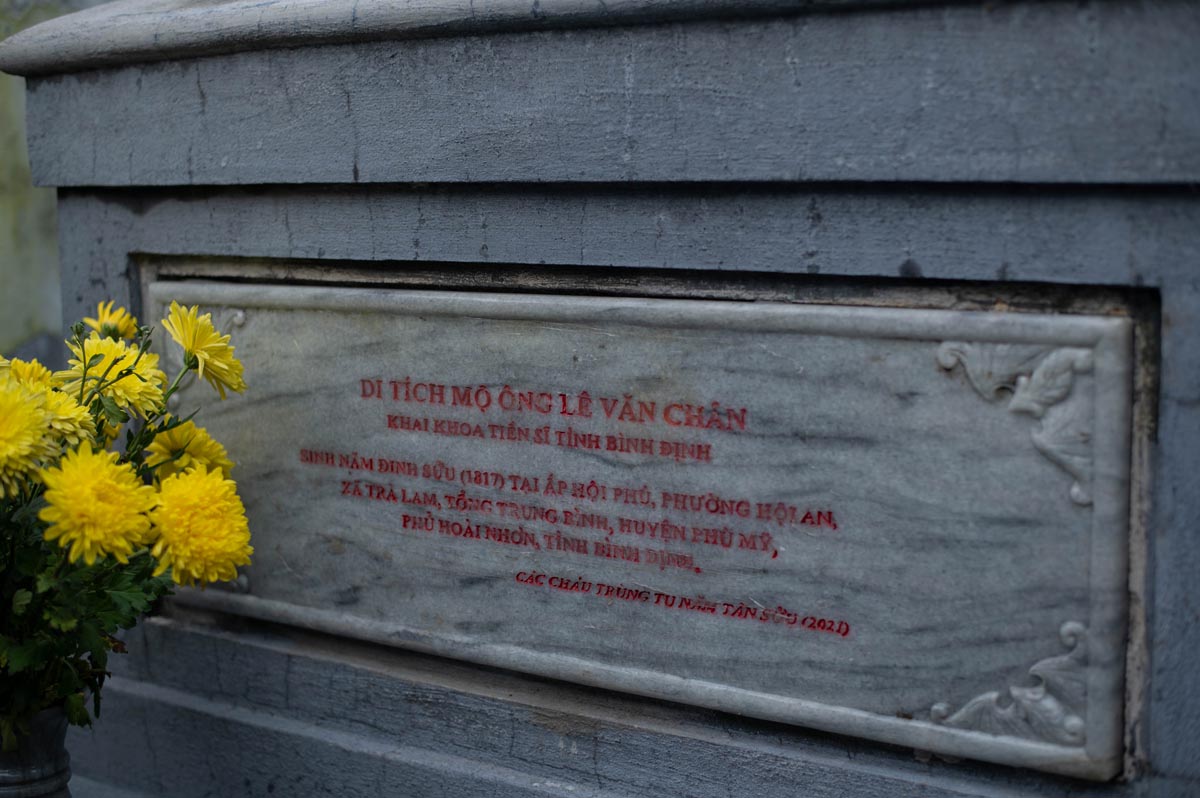 DI TÍCH MỘ ÔNG LÊ VĂN CHÂN
KHAI KHOA TIẾN SĨ TỈNH BÌNH ĐỊNH
SINH NĂM ĐINH SỬU (1817) TẠI ẤP HỘI PHÚ, PHƯỜNG HỘI AN,
XÃ TRÀ LAM, TỔNG TRUNG BÌNH, HUYỆN PHÙ MỸ,
PHỦ HOÀI NHƠN, TỈNH BÌNH ĐỊNH.
CÁC CHÁU TRÙNG TU NĂM TÂN SỬU (2021)